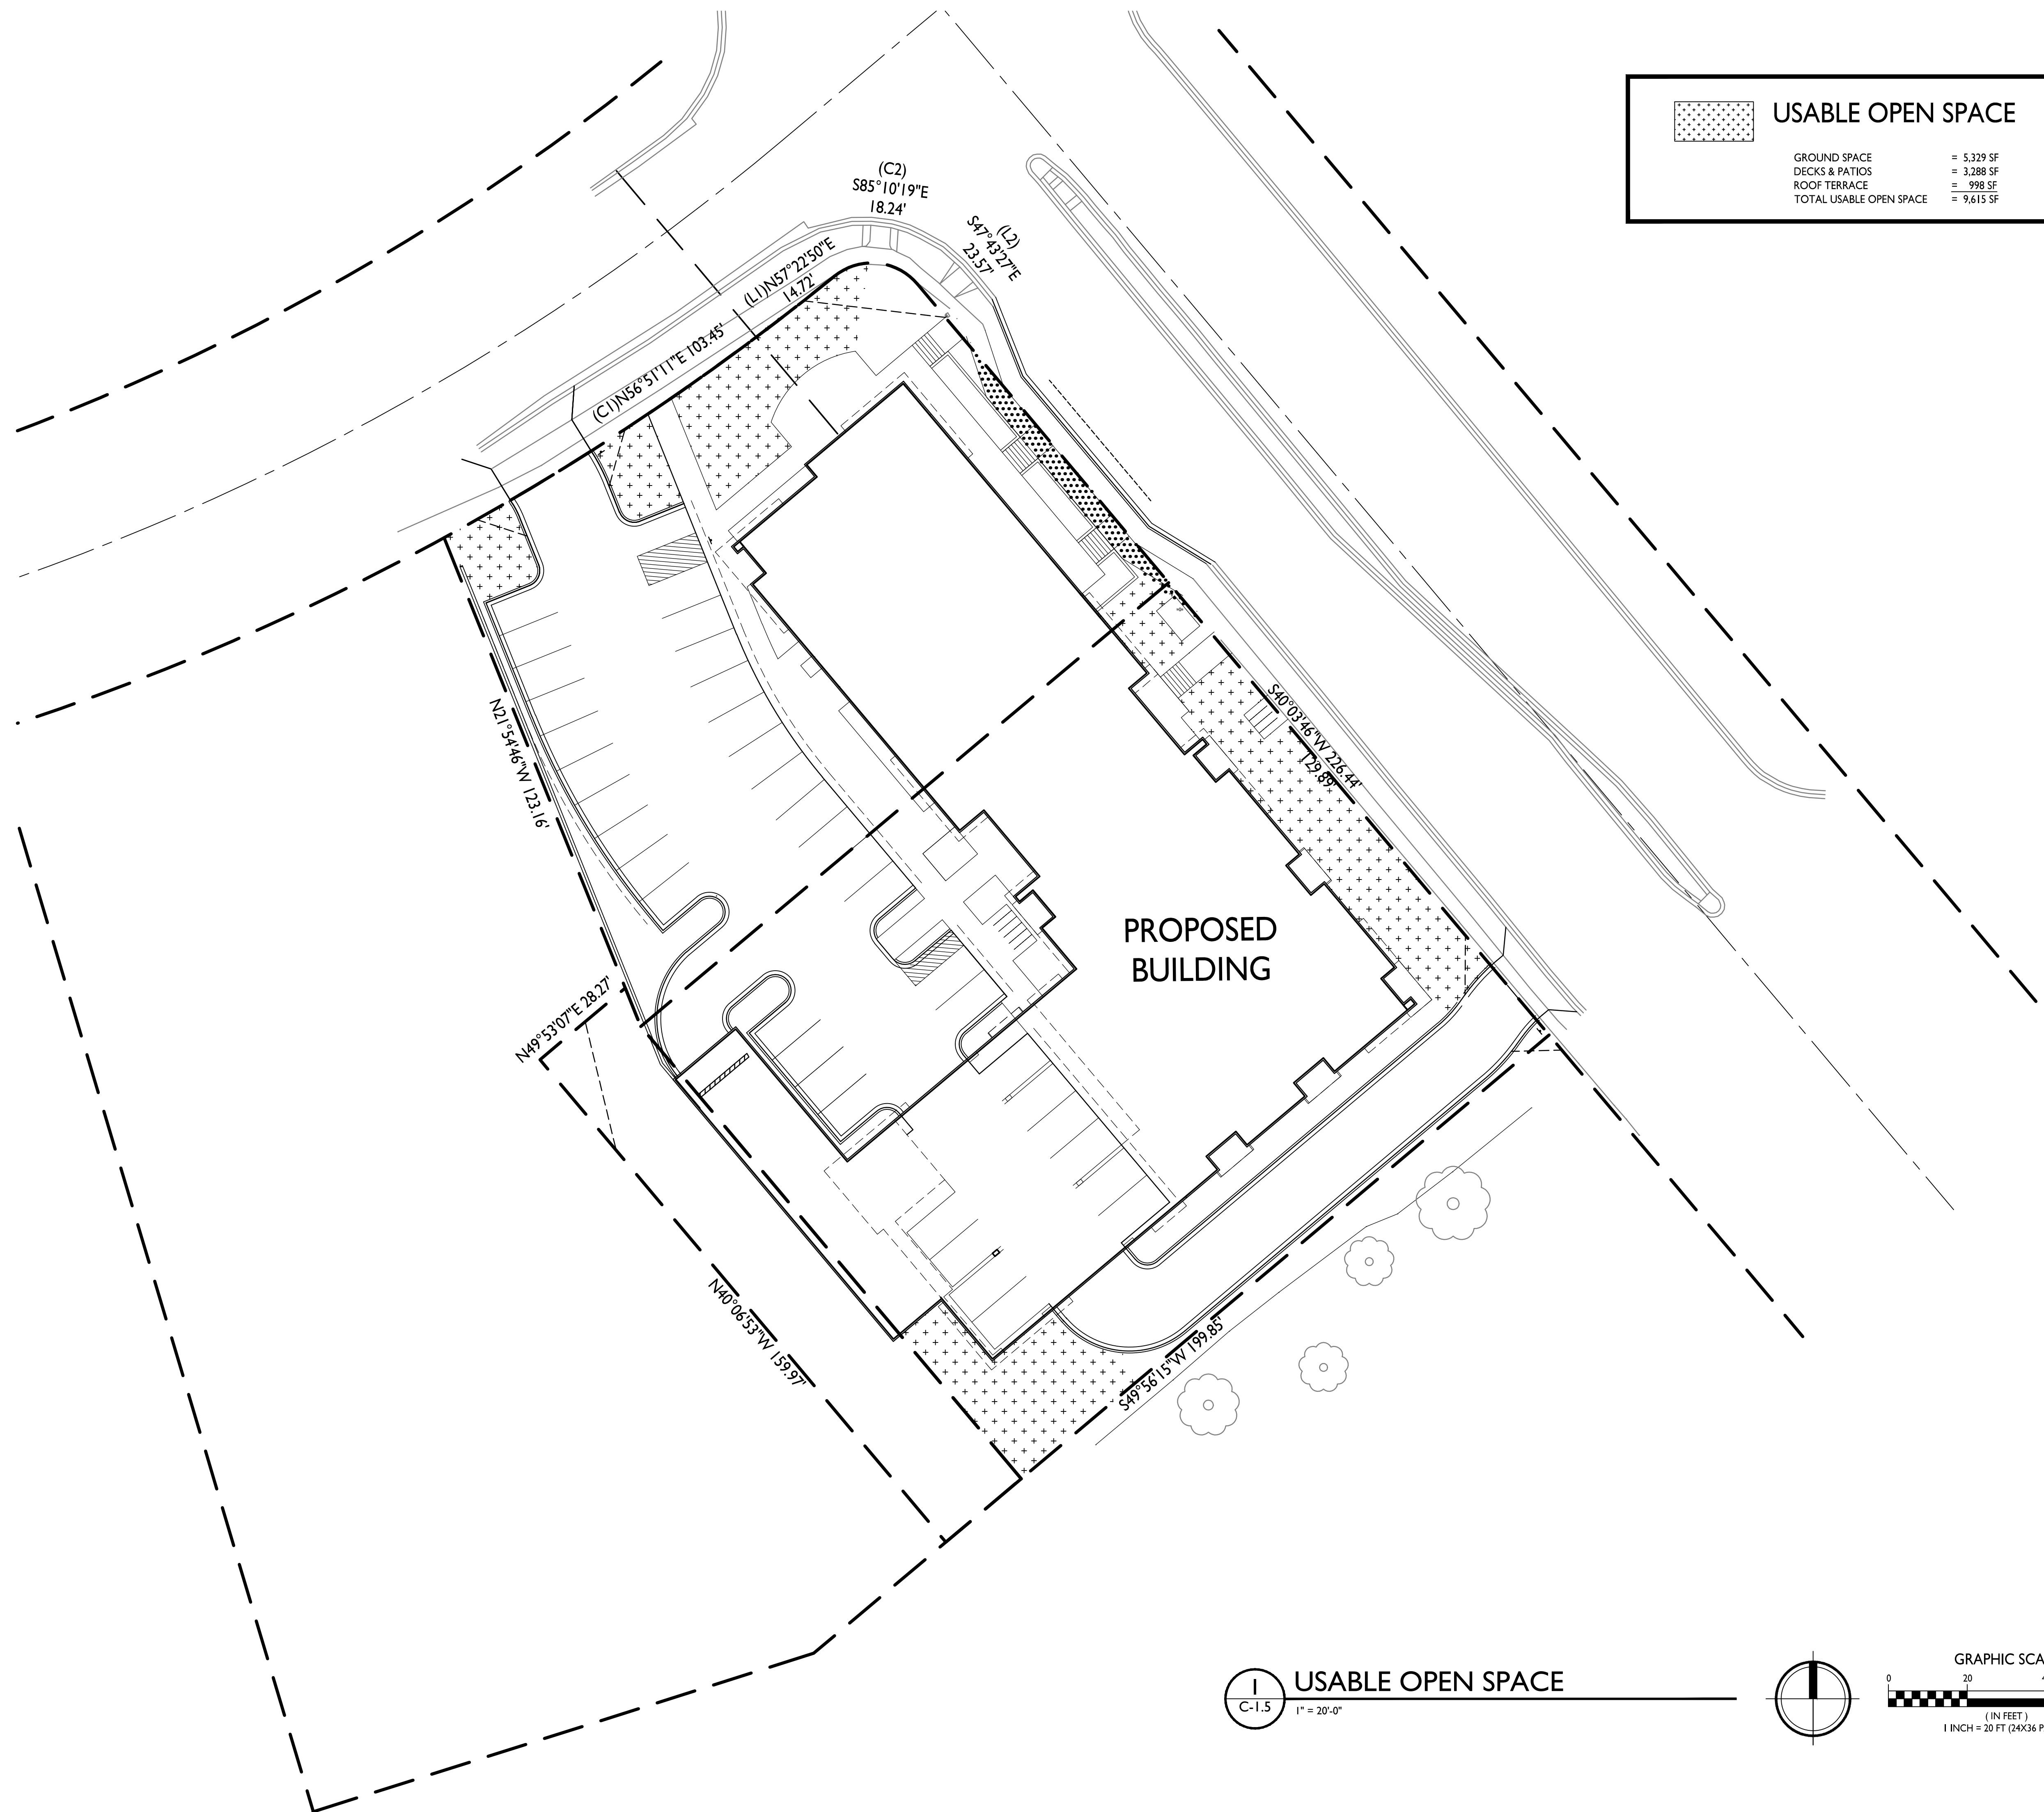 USABLE OPEN SPACE
GROUND SPACE = 5,329 SF
DECKS & PATIOS = 3,288 SF
ROOF TERRACE = 998 SF
TOTAL USABLE OPEN SPACE = 9,615 SF
(C2)
S85°10'19"E
18.24'
(L2)
S47°43'27"E
23.57'
(L1)N57°22'50"E
14.72'
(C1)N56°51'11"E 103.45'
N21°54'46"W 123.16'
S40°03'46"W 226.44'
129.89'
PROPOSED
BUILDING
N49°53'07"E 28.27'
N40°06'53"W 159.97'
S49°56'15"W 199.85'
1
C-1.5
USABLE OPEN SPACE
1" = 20'-0"
GRAPHIC
0 20
( IN FEET )
1 INCH = 20 FT (24X36